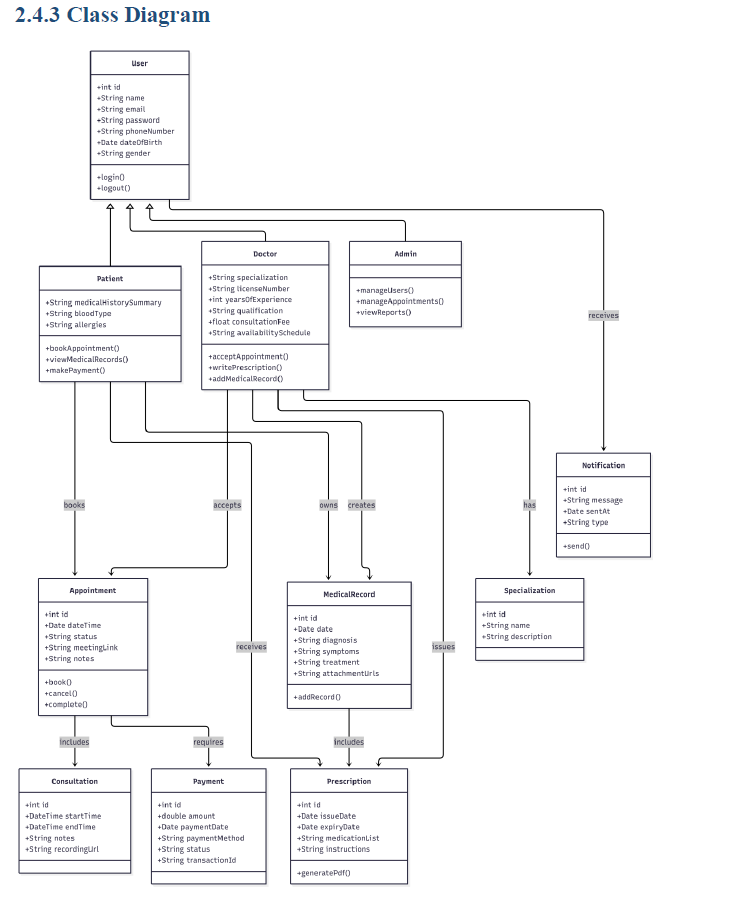 2.4.3 Class Diagram
User
+int id
+String name
+String email
+String password
+String phoneNumber
+Date dateOfBirth
+String gender
+login()
+logout()
Patient
+String medicalHistorySummary
+String bloodType
+String allergies
+bookAppointment()
+viewMedicalRecords()
+makePayment()
Doctor
+String specialization
+String licenseNumber
+int yearsOfExperience
+String qualification
+float consultationFee
+String availabilitySchedule
+acceptAppointment()
+writePrescription()
+addMedicalRecord()
Admin
+manageUsers()
+manageAppointments()
+viewReports()
receives
Notification
+int id
+String message
+Date sentAt
+String type
+send()
books
accepts
owns
creates
has
Appointment
+int id
+Date dateTime
+String status
+String meetingLink
+String notes
+book()
+cancel()
+complete()
MedicalRecord
+int id
+Date date
+String diagnosis
+String symptoms
+String treatment
+String attachmentUrls
+addRecord()
Specialization
+int id
+String name
+String description
receives
issues
includes
requires
includes
Consultation
+int id
+DateTime startTime
+DateTime endTime
+String notes
+String recordingUrl
Payment
+int id
+double amount
+Date paymentDate
+String paymentMethod
+String status
+String transactionId
Prescription
+int id
+Date issueDate
+Date expiryDate
+String medicationList
+String instructions
+generatePdf()